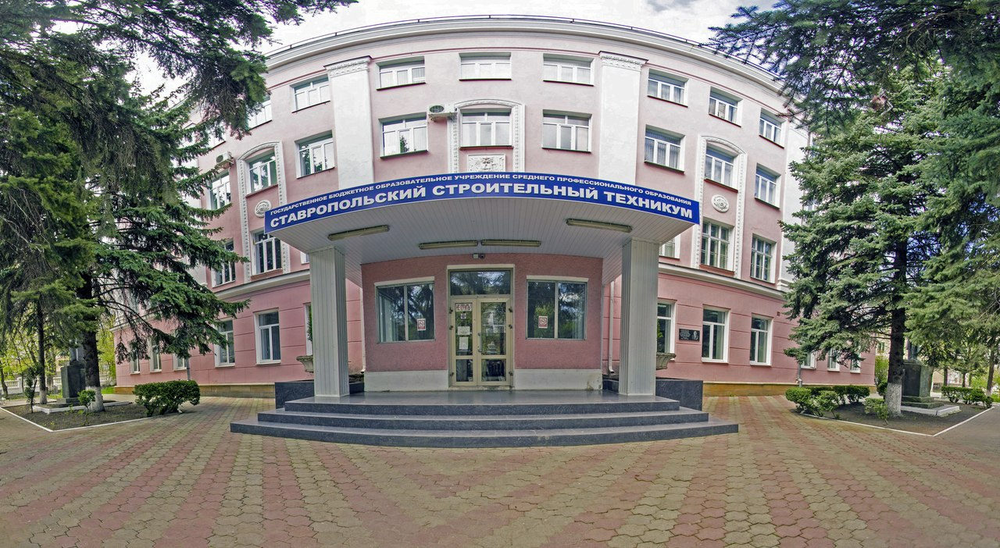 ГОСУДАРСТВЕННОЕ БЮДЖЕТНОЕ ОБРАЗОВАТЕЛЬНОЕ УЧРЕЖДЕНИЕ СРЕДНЕГО ПРОФЕССИОНАЛЬНОГО ОБРАЗОВАНИЯ
СТАВРОПОЛЬСКИЙ СТРОИТЕЛЬНЫЙ ТЕХНИКУМ